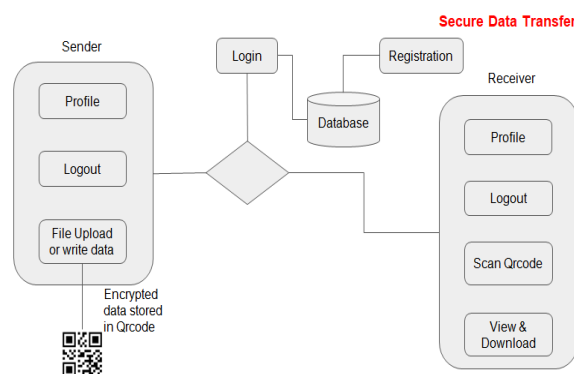 Secure Data Transfer
Sender
Login
Registration
Receiver
Database
Profile
Logout
File Upload
or write data
Encrypted
data stored
in Qrcode
Profile
Logout
Scan Qrcode
View &
Download